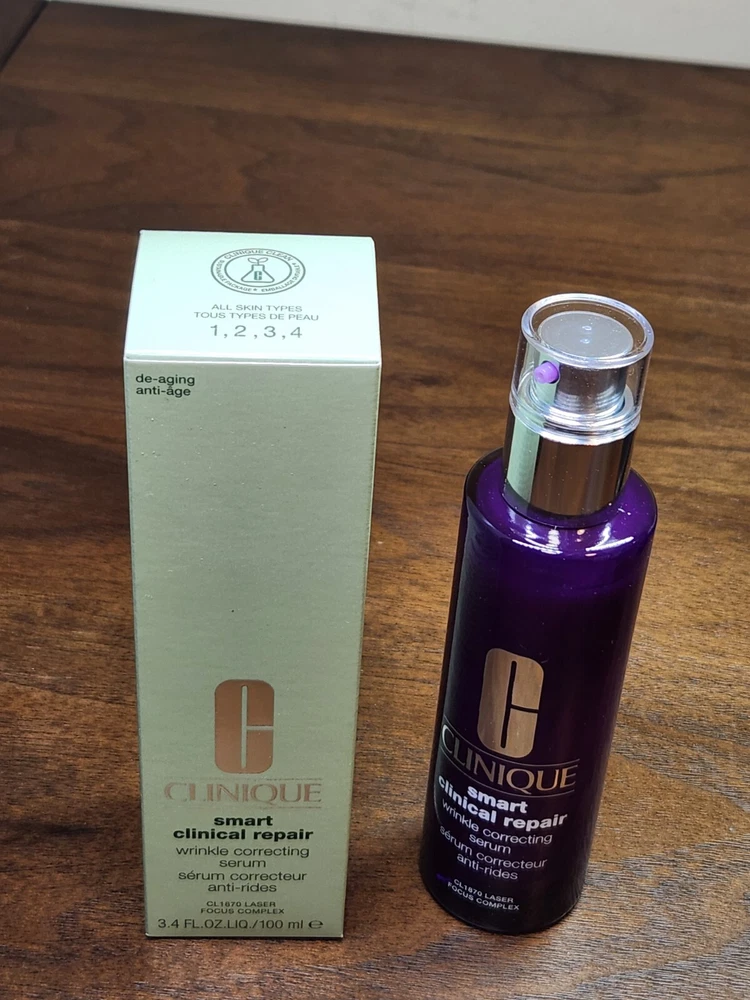 CLINIQUE CLEAN
ALL SKIN TYPES
TOUS TYPES DE PEAU
1, 2, 3, 4
de-aging
anti-âge
C
CLINIQUE
smart
clinical repair
wrinkle correcting
serum
sérum correcteur
anti-rides
CL1870 LASER
FOCUS COMPLEX
3.4 FL.OZ.LIQ./100 ml ℮
C
CLINIQUE
smart
clinical repair
wrinkle correcting
serum
sérum correcteur
anti-rides
CL1870 LASER
FOCUS COMPLEX